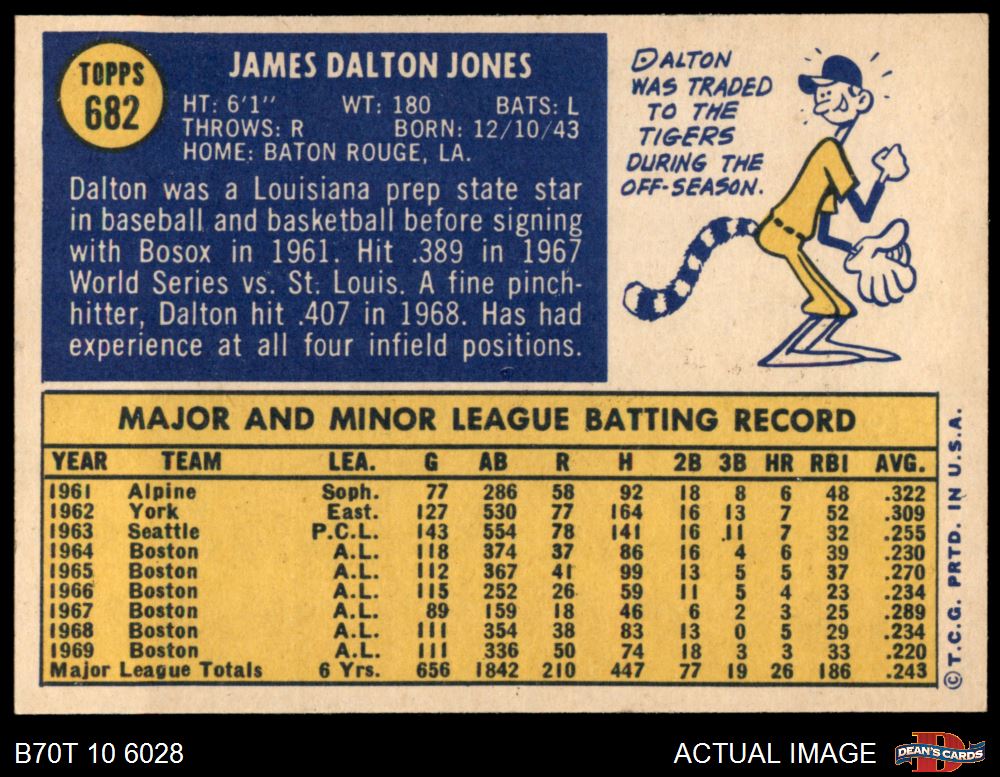 TOPPS
682
JAMES DALTON JONES
HT: 6'1" WT: 180 BATS: L
THROWS: R BORN: 12/10/43
HOME: BATON ROUGE, LA.
Dalton was a Louisiana prep state star
in baseball and basketball before signing
with Bosox in 1961. Hit .389 in 1967
World Series vs. St. Louis. A fine pinch-
hitter, Dalton hit .407 in 1968. Has had
experience at all four infield positions.
DALTON
WAS TRADED
TO THE
TIGERS
DURING THE
OFF-SEASON.
MAJOR AND MINOR LEAGUE BATTING RECORD
YEAR TEAM LEA. G AB R H 2B 3B HR RBI AVG.
1961 Alpine Soph. 77 286 58 92 18 8 6 48 .322
1962 York East. 127 530 77 164 16 13 7 52 .309
1963 Seattle P.C.L. 143 554 78 141 16 11 7 32 .255
1964 Boston A.L. 118 374 37 86 16 4 6 39 .230
1965 Boston A.L. 112 367 41 99 13 5 5 37 .270
1966 Boston A.L. 115 252 26 59 11 5 4 23 .234
1967 Boston A.L. 89 159 18 46 6 2 3 25 .289
1968 Boston A.L. 111 354 38 83 13 0 5 29 .234
1969 Boston A.L. 111 336 50 74 18 3 3 33 .220
Major League Totals 6 Yrs. 656 1842 210 447 77 19 26 186 .243
©T.C.G. PRTD. IN U.S.A.
B70T 10 6028
ACTUAL IMAGE
D
DEAN'S CARDS